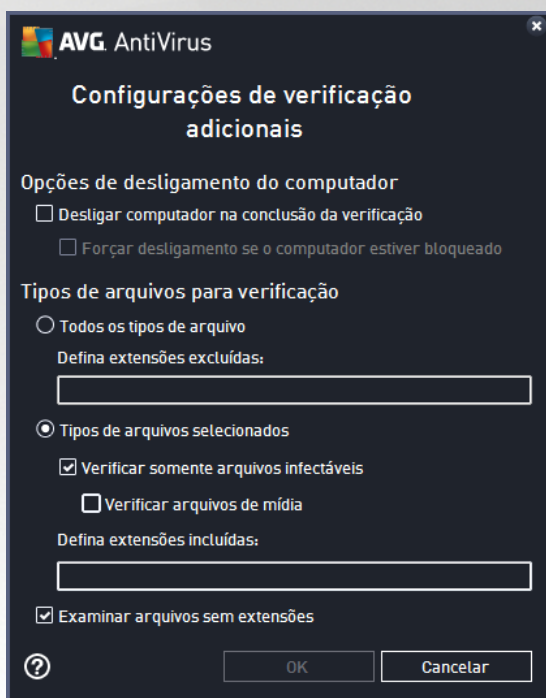 AVG. AntiVirus
Configurações de verificação
adicionais
Opções de desligamento do computador
Desligar computador na conclusão da verificação
Forçar desligamento se o computador estiver bloqueado
Tipos de arquivos para verificação
Todos os tipos de arquivo
Defina extensões excluídas:
Tipos de arquivos selecionados
Verificar somente arquivos infectáveis
Verificar arquivos de mídia
Defina extensões incluídas:
Examinar arquivos sem extensões
OK
Cancelar